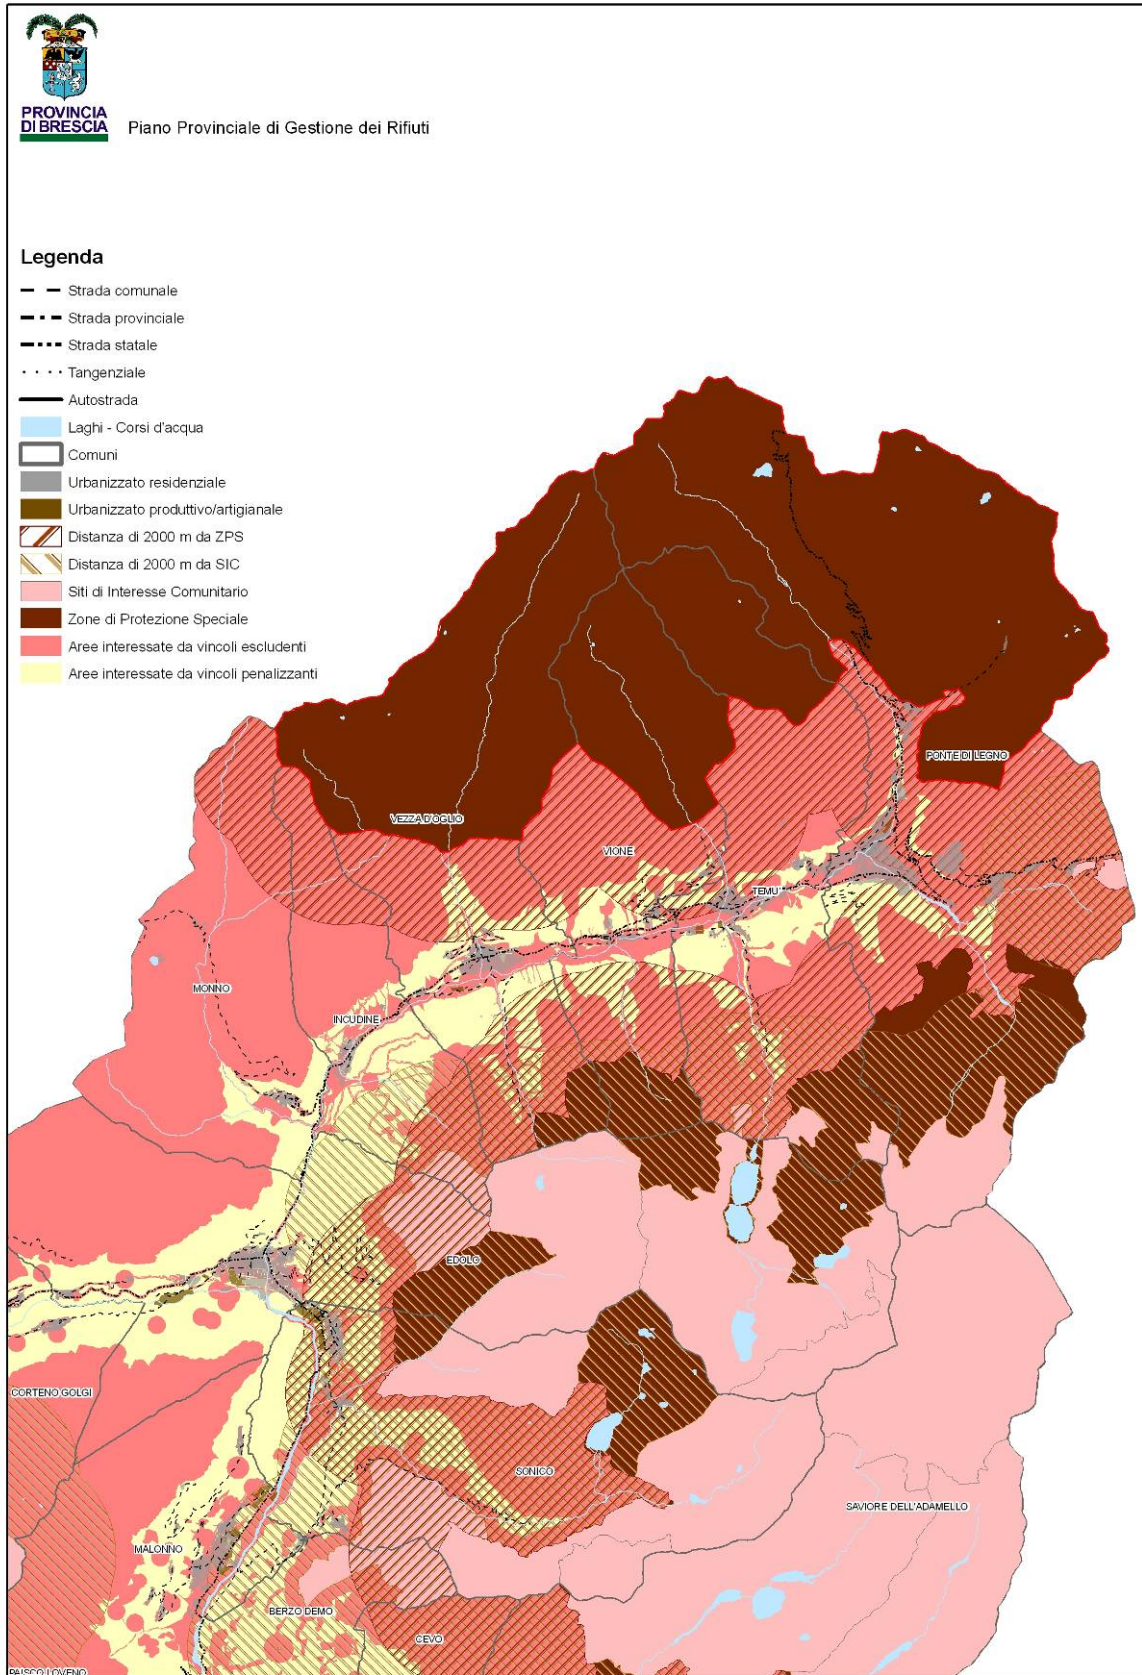 PROVINCIA
DI BRESCIA
Piano Provinciale di Gestione dei Rifiuti
Legenda
Strada comunale
Strada provinciale
Strada statale
Tangenziale
Autostrada
Laghi - Corsi d'acqua
Comuni
Urbanizzato residenziale
Urbanizzato produttivo/artigianale
Distanza di 2000 m da ZPS
Distanza di 2000 m da SIC
Siti di Interesse Comunitario
Zone di Protezione Speciale
Aree interessate da vincoli escludenti
Aree interessate da vincoli penalizzanti
PONTE DI LEGNO
VEZZA D'OGLIO
VIONE
TEMU'
MONNO
INCUDINE
EDOLO
CORTENO GOLGI
SONICO
SAVIORE DELL'ADAMELLO
MALONNO
BERZO DEMO
CEVO
PAISCO LOVENO